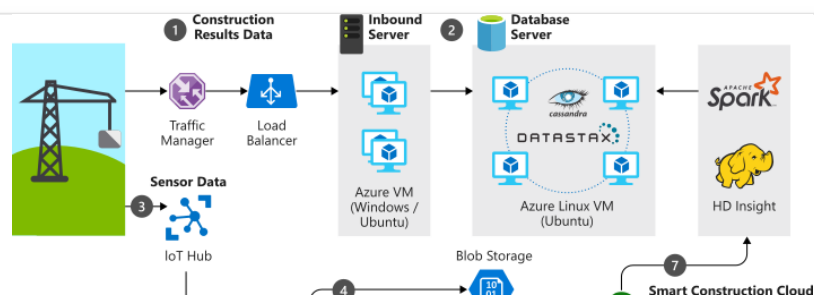 1
Construction
Results Data
Inbound
Server
2
Database
Server
Traffic
Manager
Load
Balancer
Azure VM
(Windows /
Ubuntu)
cassandra
DATASTAX
Azure Linux VM
(Ubuntu)
APACHE
Spark
HD Insight
Sensor Data
3
IoT Hub
4
Blob Storage
10
01
7
Smart Construction Cloud